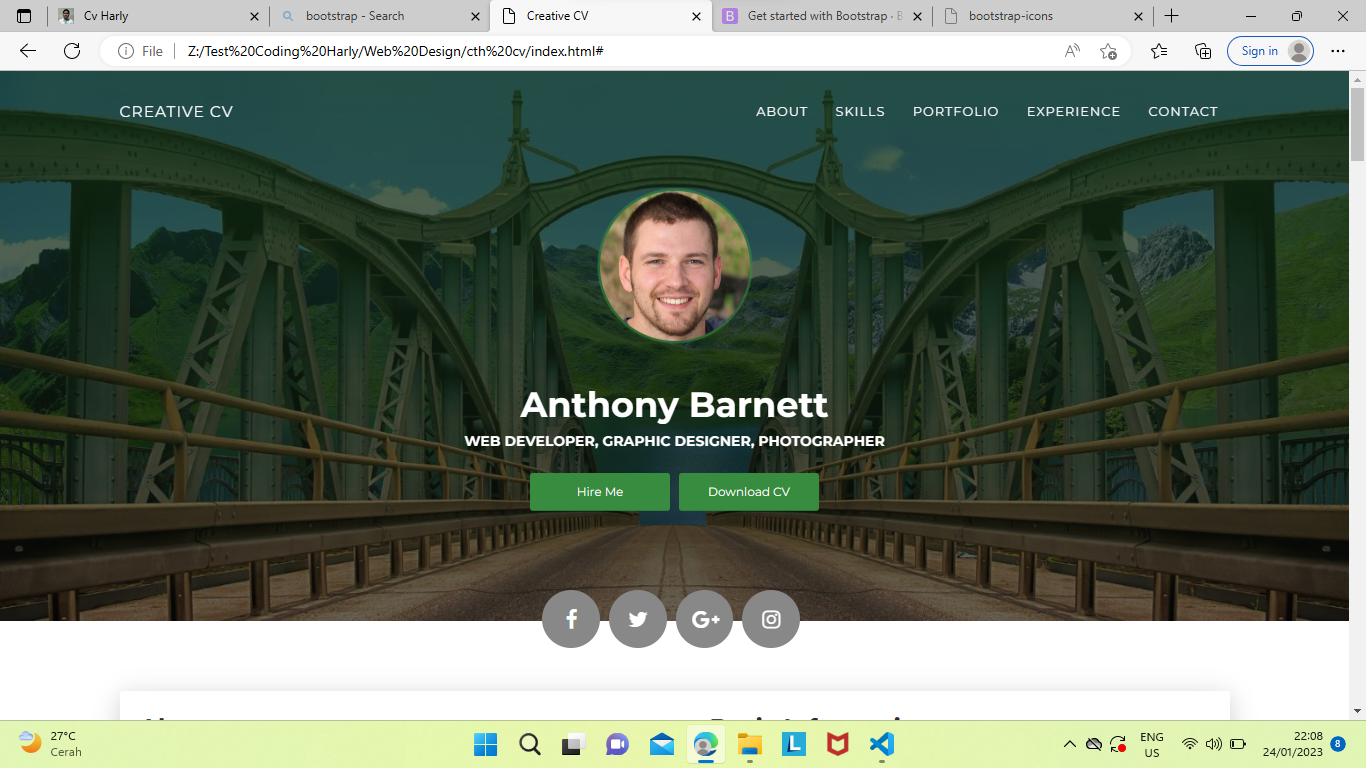 Cv Harly
bootstrap - Search
Creative CV
Get started with Bootstrap · B
bootstrap-icons
File
Z:/Test%20Coding%20Harly/Web%20Design/cth%20cv/index.html#
Sign in
CREATIVE CV
ABOUT
SKILLS
PORTFOLIO
EXPERIENCE
CONTACT
Anthony Barnett
WEB DEVELOPER, GRAPHIC DESIGNER, PHOTOGRAPHER
Hire Me
Download CV
27°C
Cerah
ENG
US
22:08
24/01/2023
8